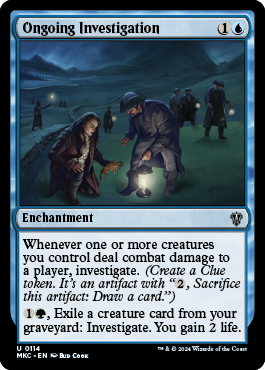 Ongoing Investigation 1
Enchantment
Whenever one or more creatures
you control deal combat damage to
a player, investigate. (Create a Clue
token. It's an artifact with “2, Sacrifice
this artifact: Draw a card.”)
1 , Exile a creature card from your
graveyard: Investigate. You gain 2 life.
U 0114
MKC • EN Bud Cook
™ & © 2024 Wizards of the Coast